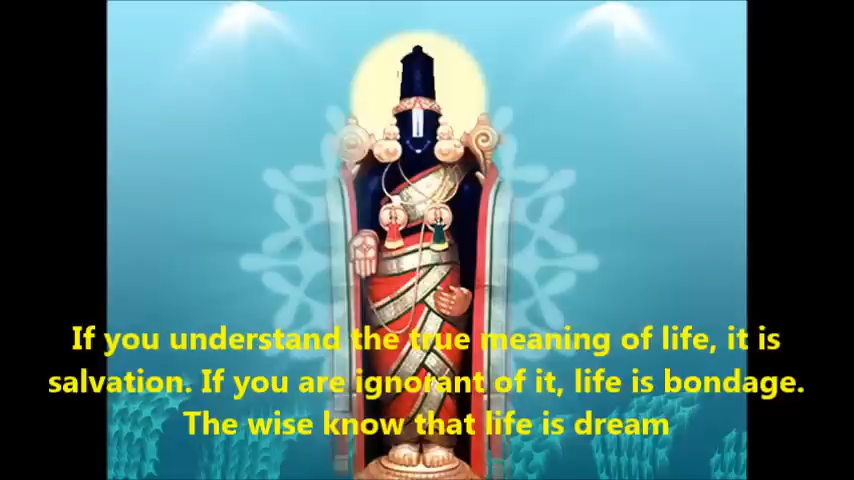 If you understand the true meaning of life, it is
salvation. If you are ignorant of it, life is bondage.
The wise know that life is dream